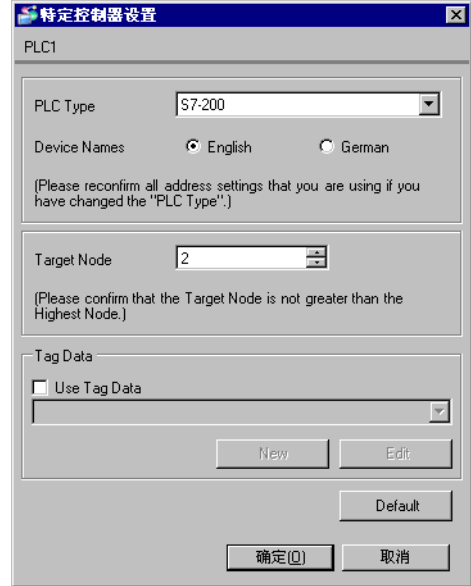 特定控制器设置
PLC1
PLC Type
S7-200
Device Names
English
German
(Please reconfirm all address settings that you are using if you
have changed the "PLC Type".)
Target Node
2
(Please confirm that the Target Node is not greater than the
Highest Node.)
Tag Data
Use Tag Data
New
Edit
Default
确定(O)
取消